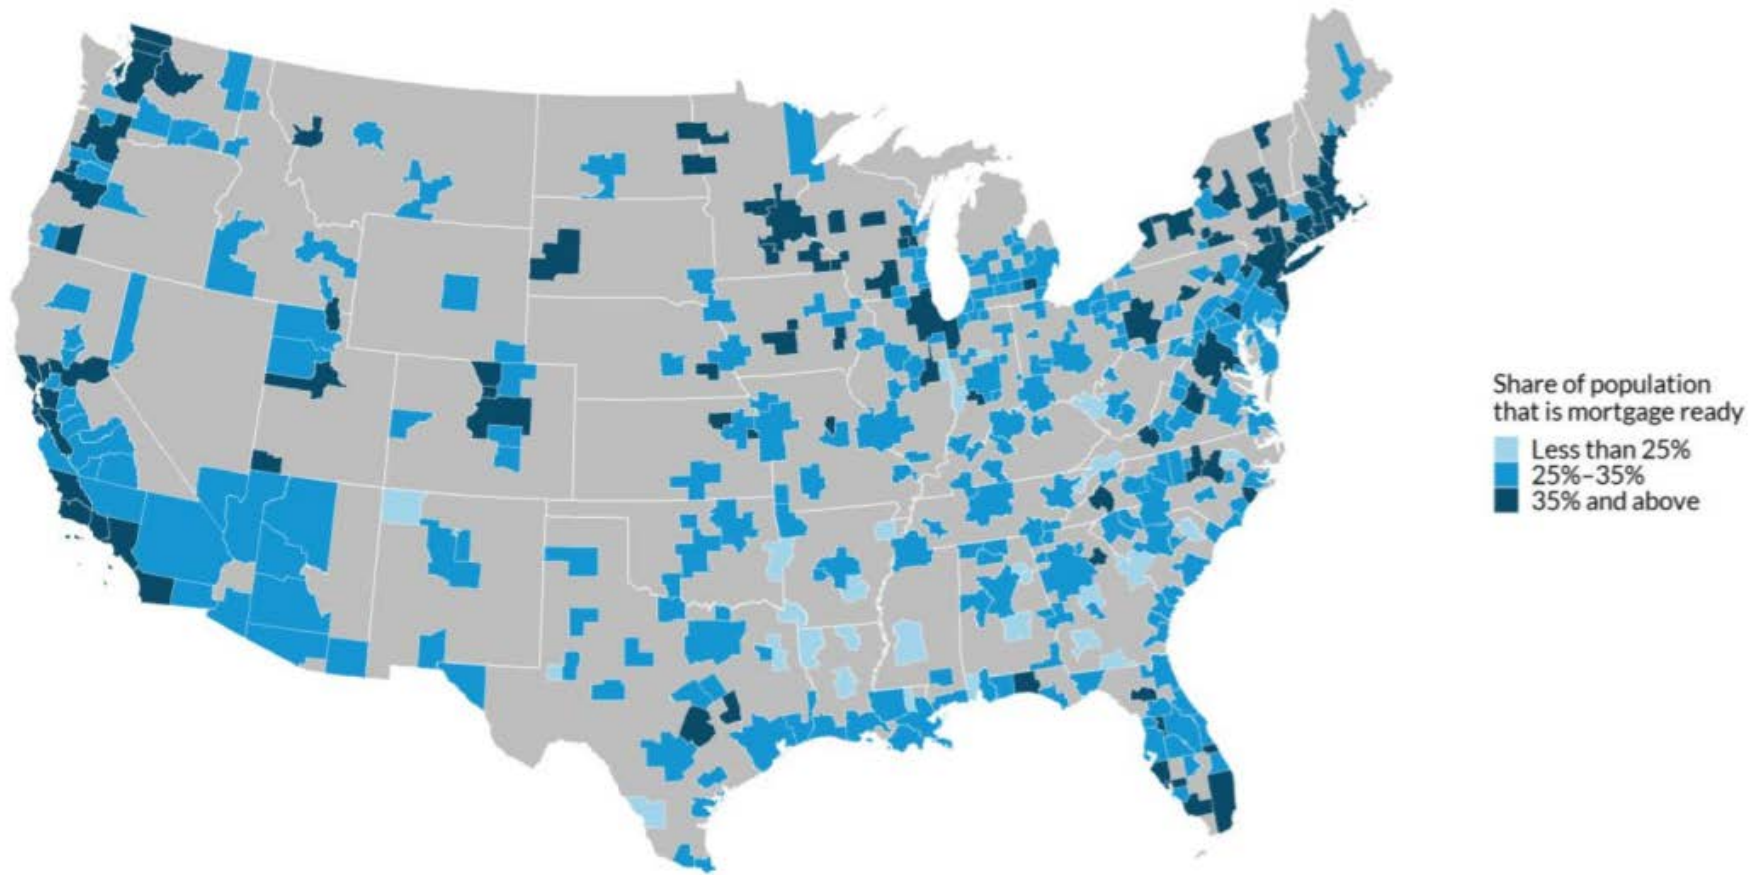 Share of population
that is mortgage ready
Less than 25%
25%–35%
35% and above